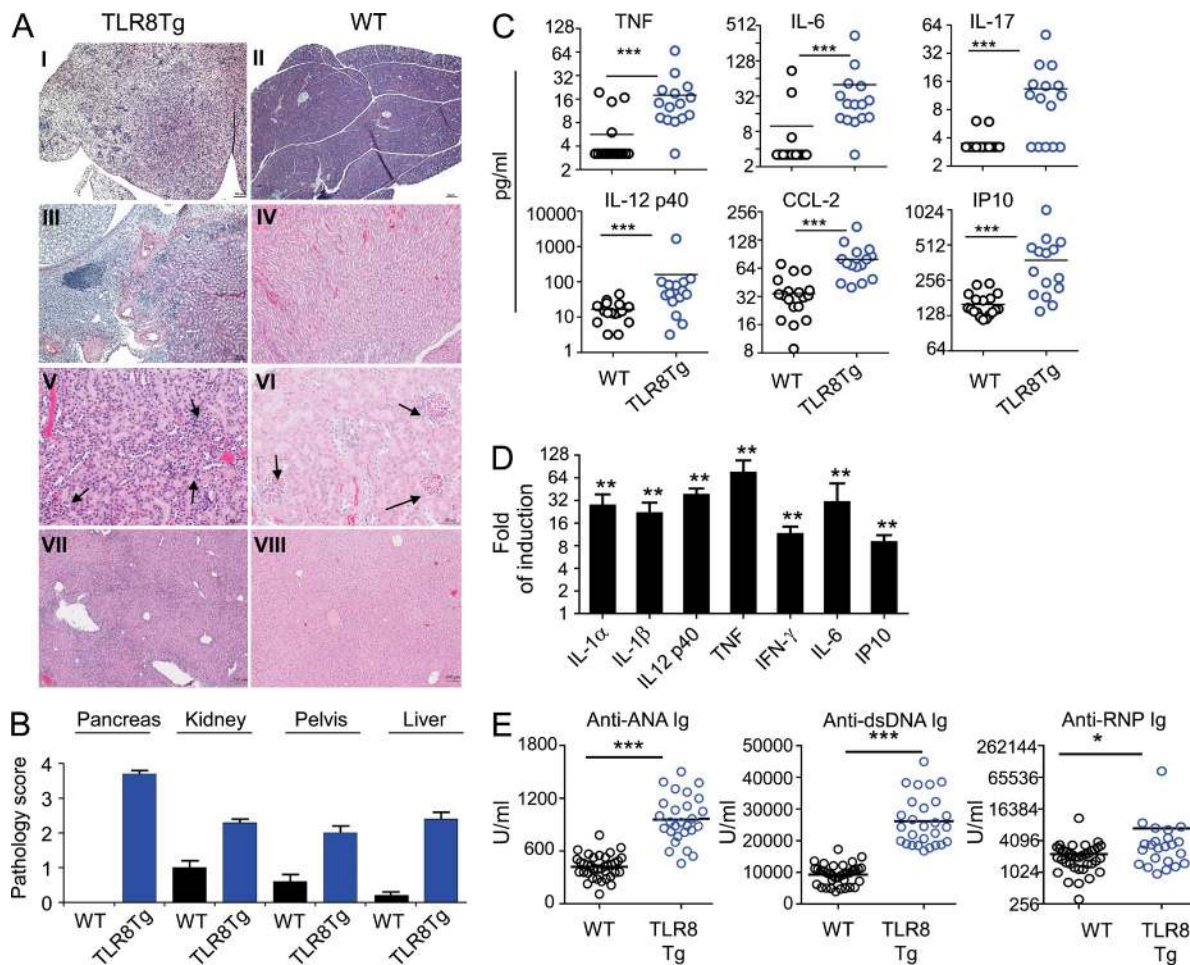 A
TLR8Tg WT
I II
III IV
V VI
VII VIII
B
Pancreas Kidney Pelvis Liver
Pathology score
4
3
2
1
0
WT TLR8Tg WT TLR8Tg WT TLR8Tg WT TLR8Tg
C
pg/ml
TNF IL-6 IL-17
*** *** ***
128 512 64
64 128 32
32 32 16
16 8 8
8 2 4
4 2
2
IL-12 p40 CCL-2 IP10
*** *** ***
10000 256 1024
1000 128 512
100 64 256
10 32 128
1 16 64
8
WT TLR8Tg WT TLR8Tg WT TLR8Tg
D
Fold
of induction
128
64
32
16
8
4
2
1
** ** ** ** ** ** **
IL-1α IL-1β IL12 p40 TNF IFN-γ IL-6 IP10
E
Anti-ANA Ig Anti-dsDNA Ig Anti-RNP Ig
*** *** *
U/ml U/ml U/ml
1800 50000 262144
1200 40000 65536
600 30000 16384
0 20000 4096
10000 1024
0 256
WT TLR8 WT TLR8 WT TLR8
Tg Tg Tg